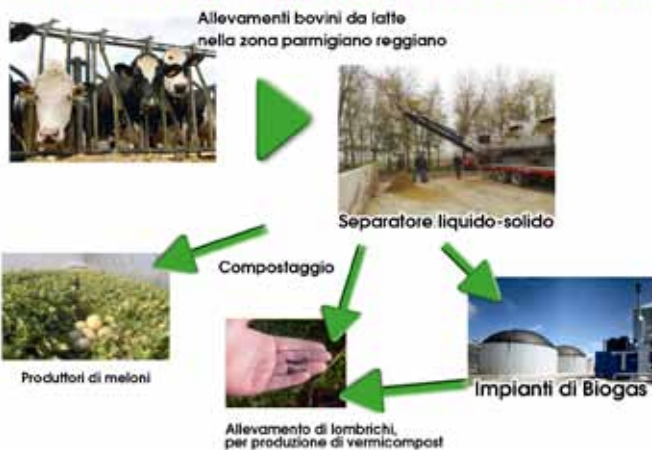 Allevamenti bovini da latte
nella zona parmigiano reggiano
Separatore liquido-solido
Compostaggio
Produttori di meloni
Impianti di Biogas
Allevamento di lombrichi,
per produzione di vermicompost